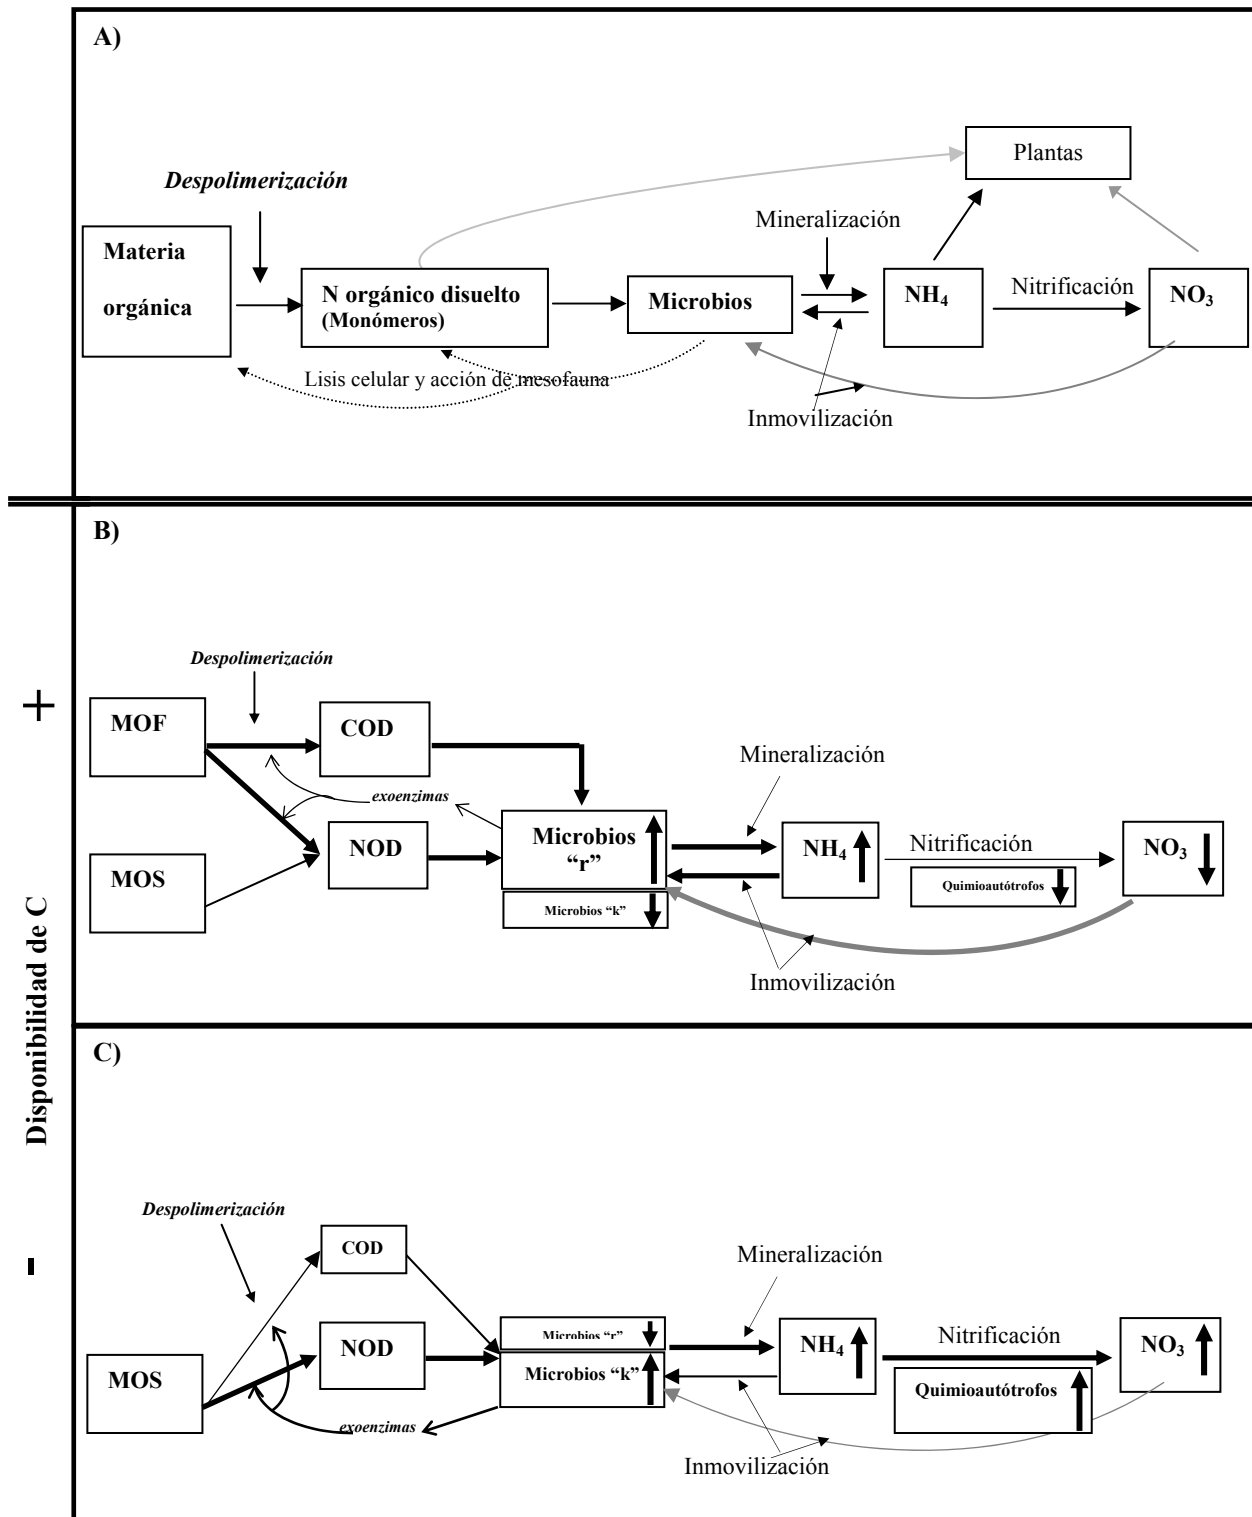 A)
Plantas
Despolimerización
Mineralización
Materia
orgánica
N orgánico disuelto
(Monómeros)
Microbios
NH4
Nitrificación
NO3
Lisis celular y acción de mesofauna
Inmovilización
B)
Despolimerización
+
MOF
COD
Mineralización
exoenzimas
Microbios
“r”
NH4
Nitrificación
NO3
NOD
MOS
Quimioautótrofos
Microbios “k”
Inmovilización
Disponibilidad de C
C)
Despolimerización
-
COD
Mineralización
Microbios “r”
NH4
Nitrificación
NO3
NOD
MOS
Microbios “k”
Quimioautótrofos
exoenzimas
Inmovilización